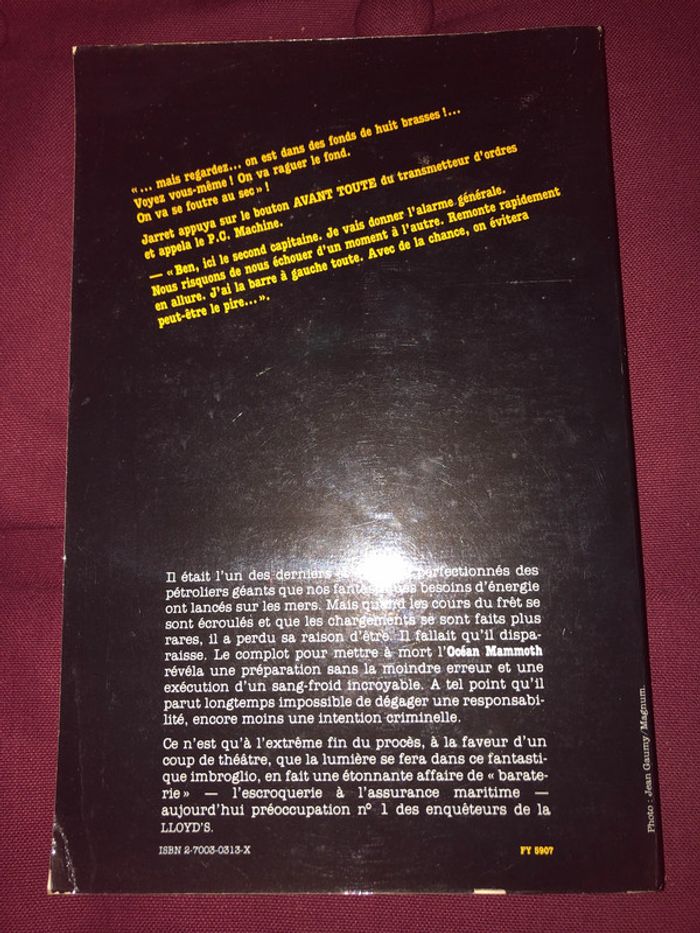 « ... mais regardez... on est dans des fonds de huit brasses !...
Voyez vous-même ! On va raguer le fond.
On va se foutre au sec » !
Jarret appuya sur le bouton AVANT TOUTE du transmetteur d'ordres
et appela le P.C. Machine.
— « Ben, ici le second capitaine. Je vais donner l'alarme générale.
Nous risquons de nous échouer d'un moment à l'autre. Remonte rapidement
en allure. J'ai la barre à gauche toute. Avec de la chance, on évitera
peut-être le pire... ».
Il était l'un des derniers perfectionnés des
pétroliers géants que nos fantastiques besoins d'énergie
ont lancés sur les mers. Mais quand les cours du frêt se
sont écroulés et que les chargements se sont faits plus
rares, il a perdu sa raison d'être. Il fallait qu'il dispa-
raisse. Le complot pour mettre à mort l'Océan Mammoth
révéla une préparation sans la moindre erreur et une
exécution d'un sang-froid incroyable. A tel point qu'il
parut longtemps impossible de dégager une responsabi-
lité, encore moins une intention criminelle.
Ce n'est qu'à l'extrême fin du procès, à la faveur d'un
coup de théâtre, que la lumière se fera dans ce fantasti-
que imbroglio, en fait une étonnante affaire de « barate-
rie » — l'escroquerie à l'assurance maritime —
aujourd'hui préoccupation n° 1 des enquêteurs de la
LLOYD'S.
ISBN 2-7003-0313-X
FY 5907
Photo : Jean Gaumy/Magnum.